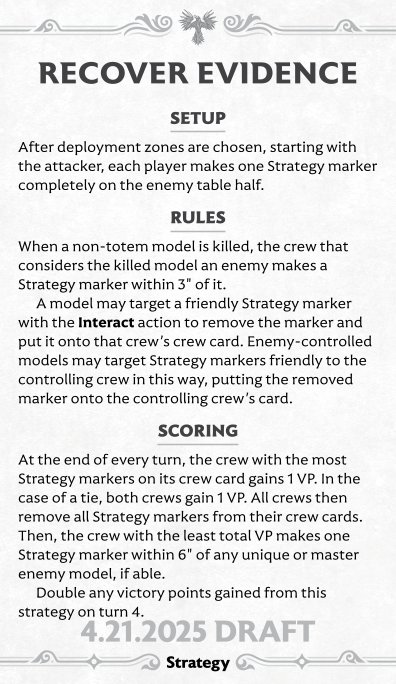 RECOVER EVIDENCE
SETUP
After deployment zones are chosen, starting with
the attacker, each player makes one Strategy marker
completely on the enemy table half.
RULES
When a non-totem model is killed, the crew that
considers the killed model an enemy makes a
Strategy marker within 3" of it.
A model may target a friendly Strategy marker
with the Interact action to remove the marker and
put it onto that crew's crew card. Enemy-controlled
models may target Strategy markers friendly to the
controlling crew in this way, putting the removed
marker onto the controlling crew's card.
SCORING
At the end of every turn, the crew with the most
Strategy markers on its crew card gains 1 VP. In the
case of a tie, both crews gain 1 VP. All crews then
remove all Strategy markers from their crew cards.
Then, the crew with the least total VP makes one
Strategy marker within 6" of any unique or master
enemy model, if able.
Double any victory points gained from this
strategy on turn 4.
4.21.2025 DRAFT
Strategy